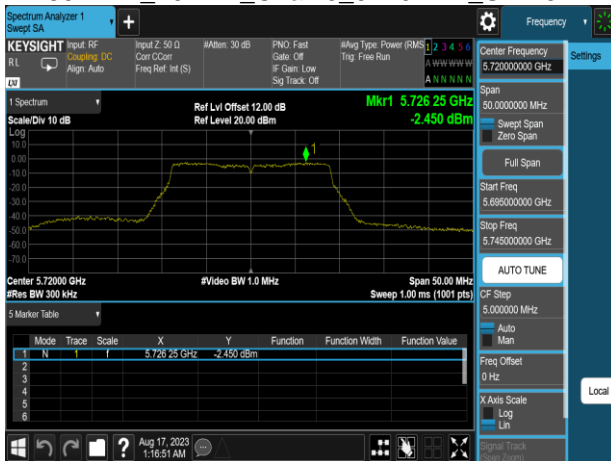 Spectrum Analyzer 1
Swept SA
Frequency
KEYSIGHT
RL
LXI
Input: RF
Coupling: DC
Align: Auto
Input Z: 50 Ω
Corr CCorr
Freq Ref: Int (S)
#Atten: 30 dB
PNO: Fast
Gate: Off
IF Gain: Low
Sig Track: Off
#Avg Type: Power (RMS
Trig: Free Run
1 2 3 4 5 6
A W W W W W
A N N N N N
1 Spectrum
Scale/Div 10 dB
Log
Ref Lvl Offset 12.00 dB
Ref Level 20.00 dBm
Mkr1 5.726 25 GHz
-2.450 dBm
1
10.0
0.00
-10.0
-20.0
-30.0
-40.0
-50.0
-60.0
-70.0
Center 5.72000 GHz
#Res BW 300 kHz
#Video BW 1.0 MHz
Span 50.00 MHz
Sweep 1.00 ms (1001 pts)
5 Marker Table
Mode Trace Scale X Y Function Function Width Function Value
1 N 1 f 5.726 25 GHz -2.450 dBm
2
3
4
5
6
Aug 17, 2023
1:16:51 AM
Center Frequency
5.720000000 GHz
Span
50.0000000 MHz
Swept Span
Zero Span
Full Span
Start Freq
5.695000000 GHz
Stop Freq
5.745000000 GHz
AUTO TUNE
CF Step
5.000000 MHz
Auto
Man
Freq Offset
0 Hz
X Axis Scale
Log
Lin
Signal Track
(Span Zoom)
Settings
Local